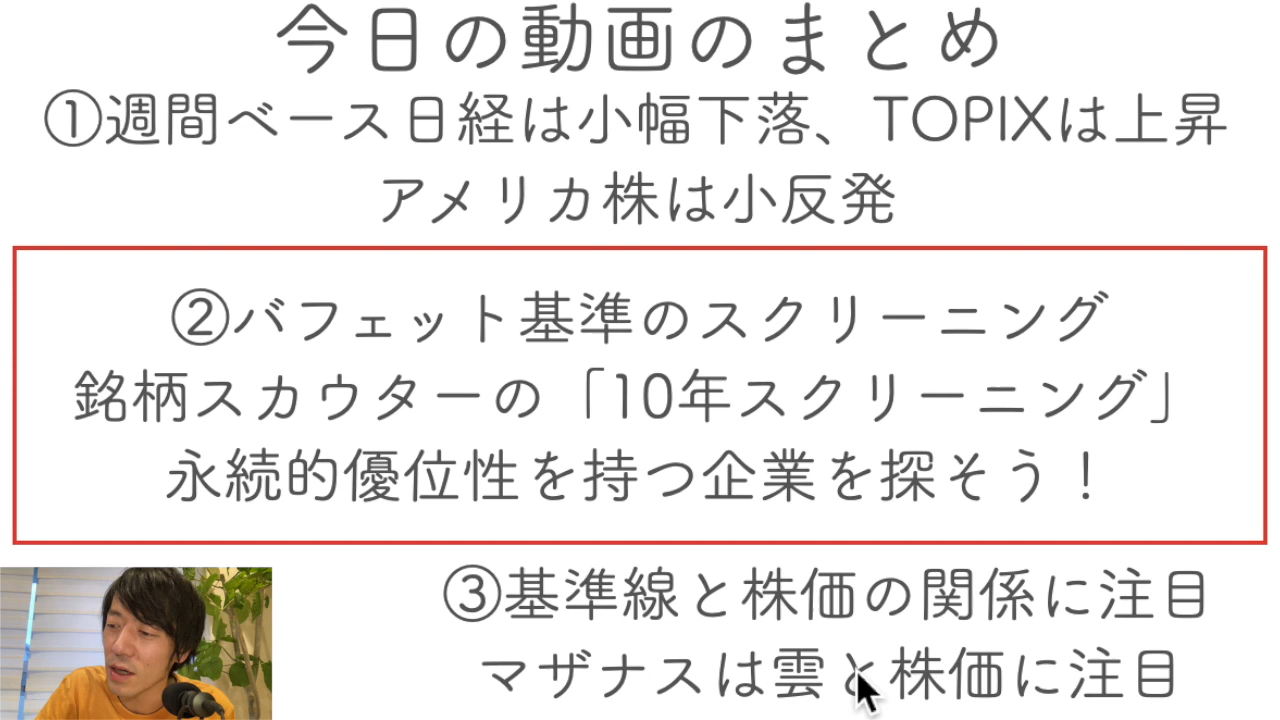 今日の動画のまとめ
①週間ベース日経は小幅下落、TOPIXは上昇
アメリカ株は小反発
②バフェット基準のスクリーニング
銘柄スカウターの「10年スクリーニング」
永続的優位性を持つ企業を探そう！
③基準線と株価の関係に注目
マザナスは雲と株価に注目